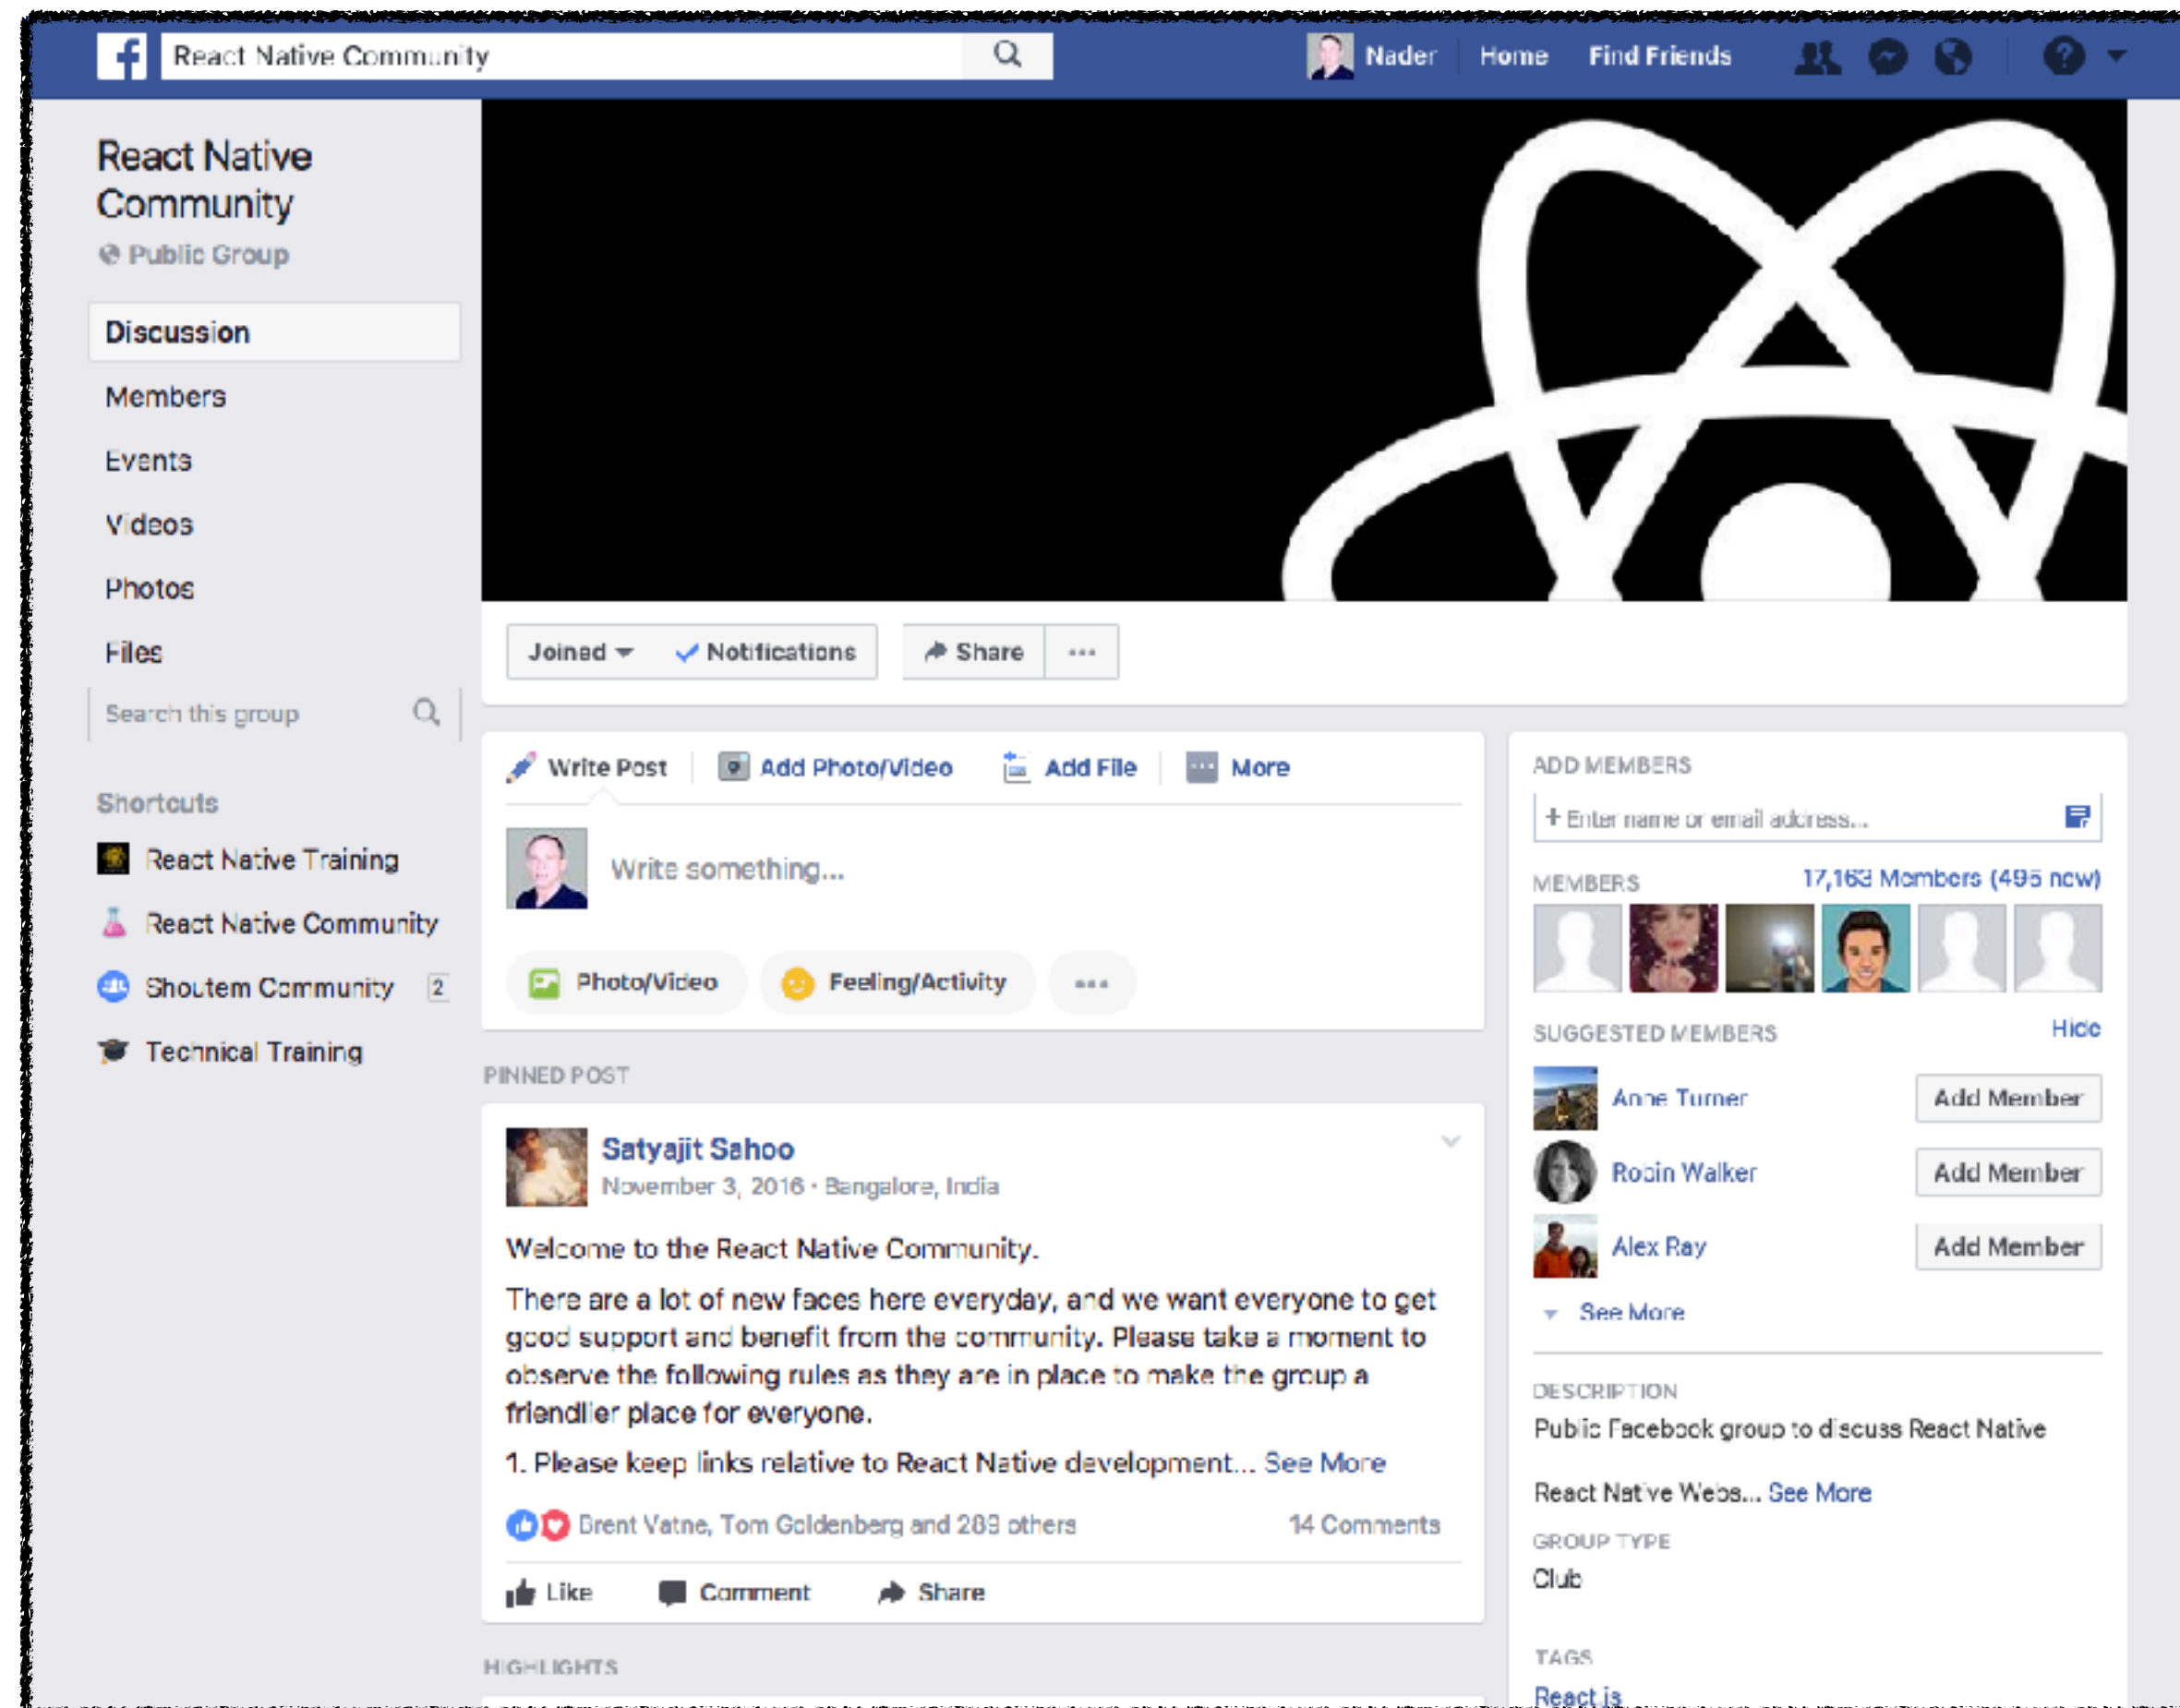 React Native Community
Nader
Home
Find Friends
React Native
Community
Public Group
Discussion
Members
Events
Videos
Photos
Files
Search this group
Shortcuts
React Native Training
React Native Community
Shoutem Community 2
Technical Training
Joined
Notifications
Share
Write Post
Add Photo/Video
Add File
More
Write something...
Photo/Video
Feeling/Activity
PINNED POST
Satyajit Sahoo
November 3, 2016 · Bangalore, India
Welcome to the React Native Community.
There are a lot of new faces here everyday, and we want everyone to get
good support and benefit from the community. Please take a moment to
observe the following rules as they are in place to make the group a
friendlier place for everyone.
1. Please keep links relative to React Native development... See More
Brent Vatne, Tom Goldenberg and 289 others
14 Comments
Like
Comment
Share
HIGHLIGHTS
ADD MEMBERS
+ Enter name or email address...
MEMBERS
17,163 Members (495 new)
SUGGESTED MEMBERS
Hide
Anne Turner
Add Member
Robin Walker
Add Member
Alex Ray
Add Member
See More
DESCRIPTION
Public Facebook group to discuss React Native
React Native Webs... See More
GROUP TYPE
Club
TAGS
React.js